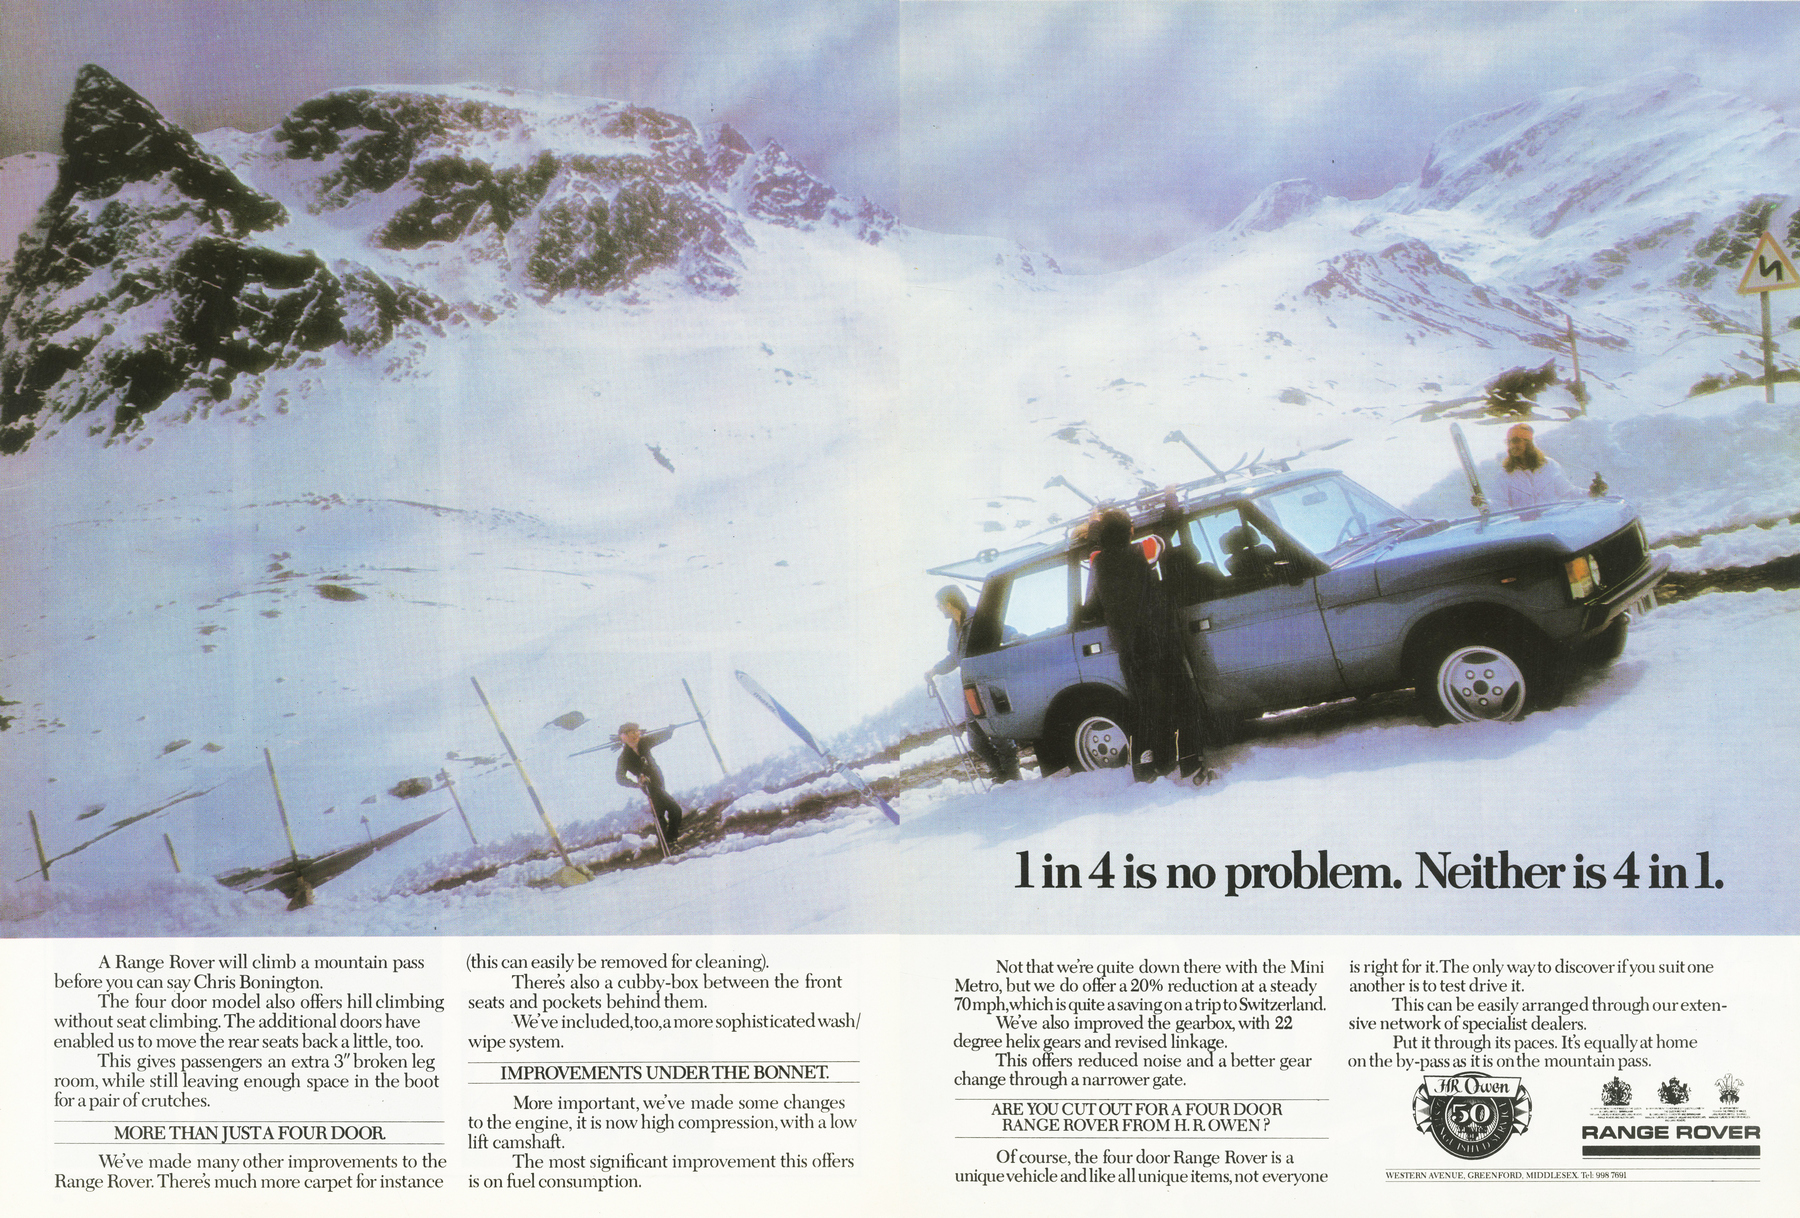 1 in 4 is no problem. Neither is 4 in 1.
A Range Rover will climb a mountain pass
before you can say Chris Bonington.
The four door model also offers hill climbing
without seat climbing. The additional doors have
enabled us to move the rear seats back a little, too.
This gives passengers an extra 3″ broken leg
room, while still leaving enough space in the boot
for a pair of crutches.
MORE THAN JUST A FOUR DOOR.
We've made many other improvements to the
Range Rover. There's much more carpet for instance
(this can easily be removed for cleaning).
There's also a cubby-box between the front
seats and pockets behind them.
We've included, too, a more sophisticated wash/
wipe system.
IMPROVEMENTS UNDER THE BONNET.
More important, we've made some changes
to the engine, it is now high compression, with a low
lift camshaft.
The most significant improvement this offers
is on fuel consumption.
Not that we're quite down there with the Mini
Metro, but we do offer a 20% reduction at a steady
70mph, which is quite a saving on a trip to Switzerland.
We've also improved the gearbox, with 22
degree helix gears and revised linkage.
This offers reduced noise and a better gear
change through a narrower gate.
ARE YOU CUT OUT FOR A FOUR DOOR
RANGE ROVER FROM H. R. OWEN?
Of course, the four door Range Rover is a
unique vehicle and like all unique items, not everyone
is right for it. The only way to discover if you suit one
another is to test drive it.
This can be easily arranged through our exten-
sive network of specialist dealers.
Put it through its paces. It's equally at home
on the by-pass as it is on the mountain pass.
H.R. Owen
50
RANGE ROVER
WESTERN AVENUE, GREENFORD, MIDDLESEX. Tel: 998 7691